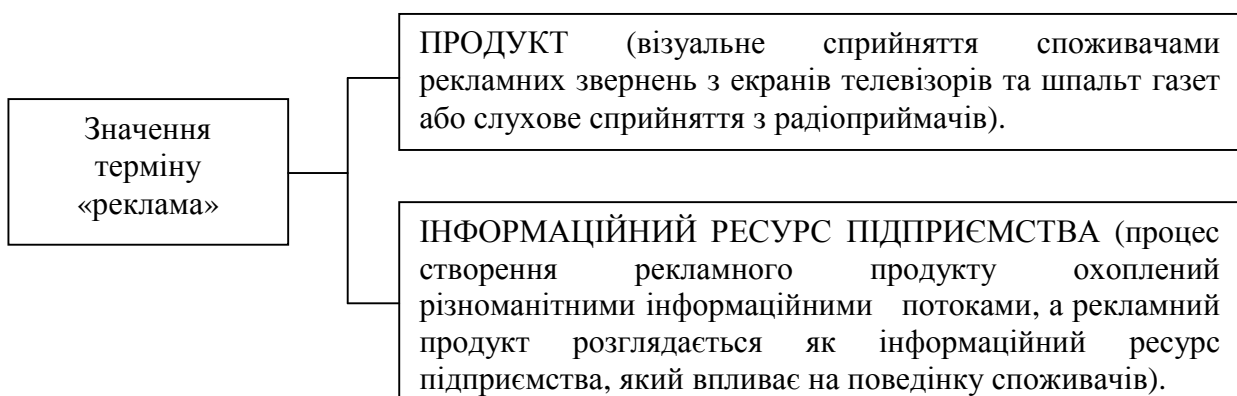 Значення
терміну
«реклама»
ПРОДУКТ (візуальне сприйняття споживачами
рекламних звернень з екранів телевізорів та шпальт газет
або слухове сприйняття з радіоприймачів).
ІНФОРМАЦІЙНИЙ РЕСУРС ПІДПРИЄМСТВА (процес
створення рекламного продукту охоплений
різноманітними інформаційними потоками, а рекламний
продукт розглядається як інформаційний ресурс
підприємства, який впливає на поведінку споживачів).